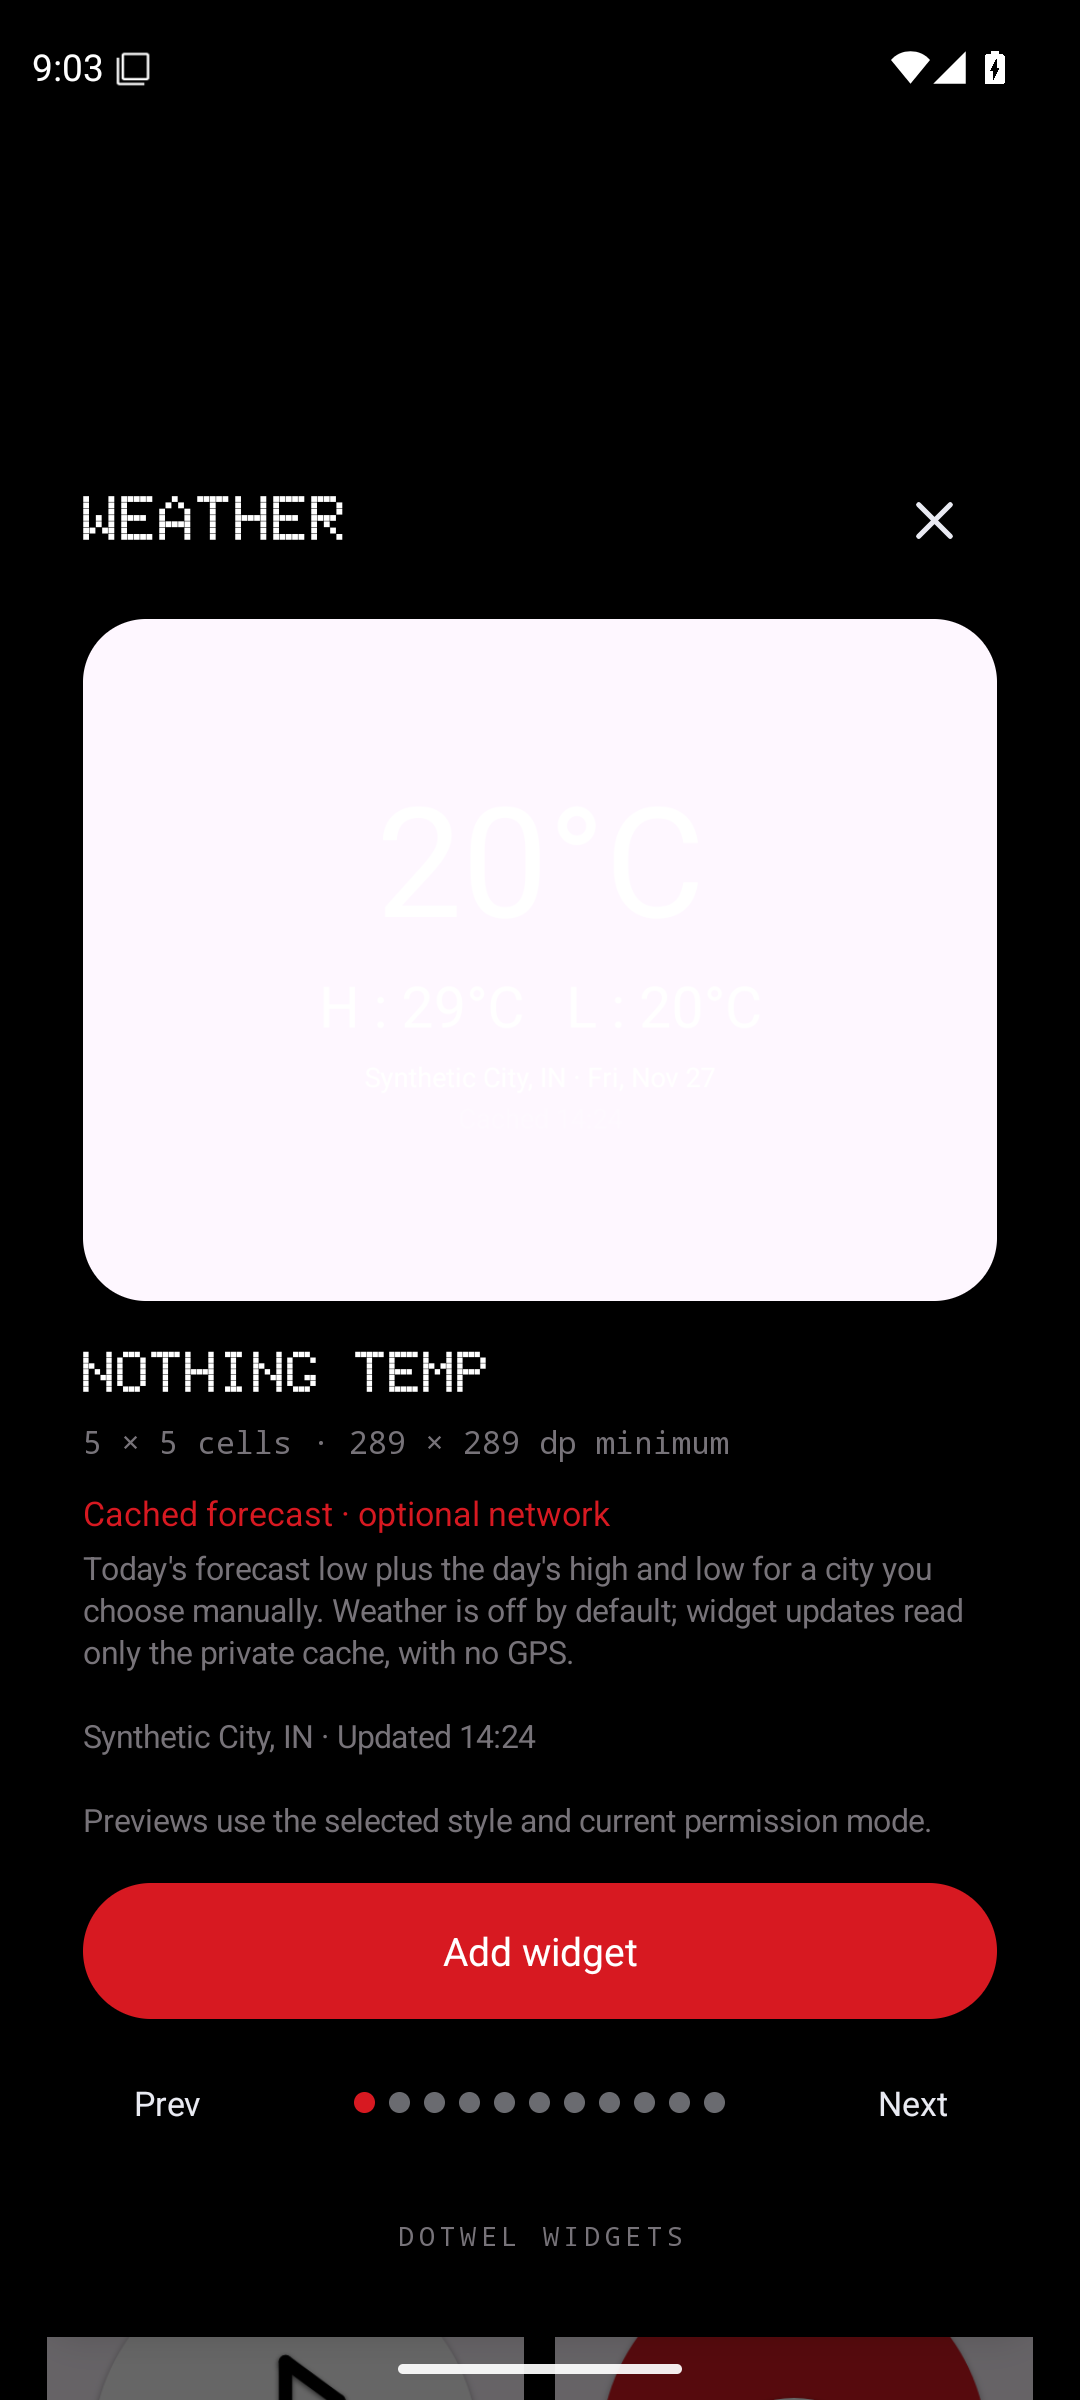 9:03
WEATHER
20°C
H : 29°C L : 20°C
Synthetic City, IN · Fri, Nov 27
NOTHING TEMP
5 × 5 cells · 289 × 289 dp minimum
Cached forecast · optional network
Today's forecast low plus the day's high and low for a city you
choose manually. Weather is off by default; widget updates read
only the private cache, with no GPS.
Synthetic City, IN · Updated 14:24
Previews use the selected style and current permission mode.
Add widget
Prev
Next
DOTWEL WIDGETS